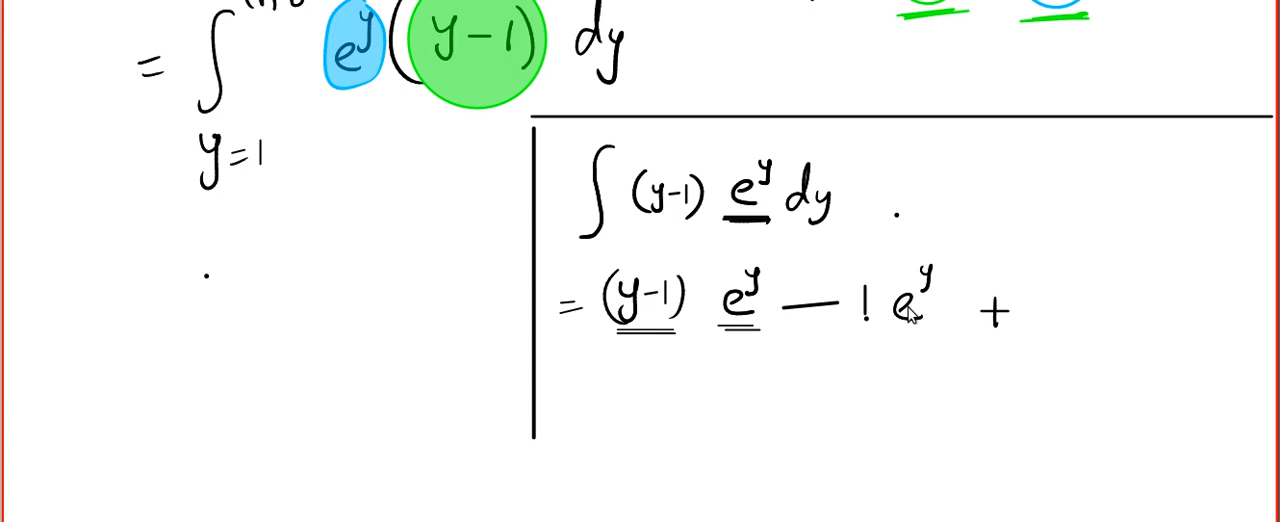 = ∫ e^y (y-1) dy
y=1
∫ (y-1) e^y dy .
= (y-1) e^y — 1 e^y +